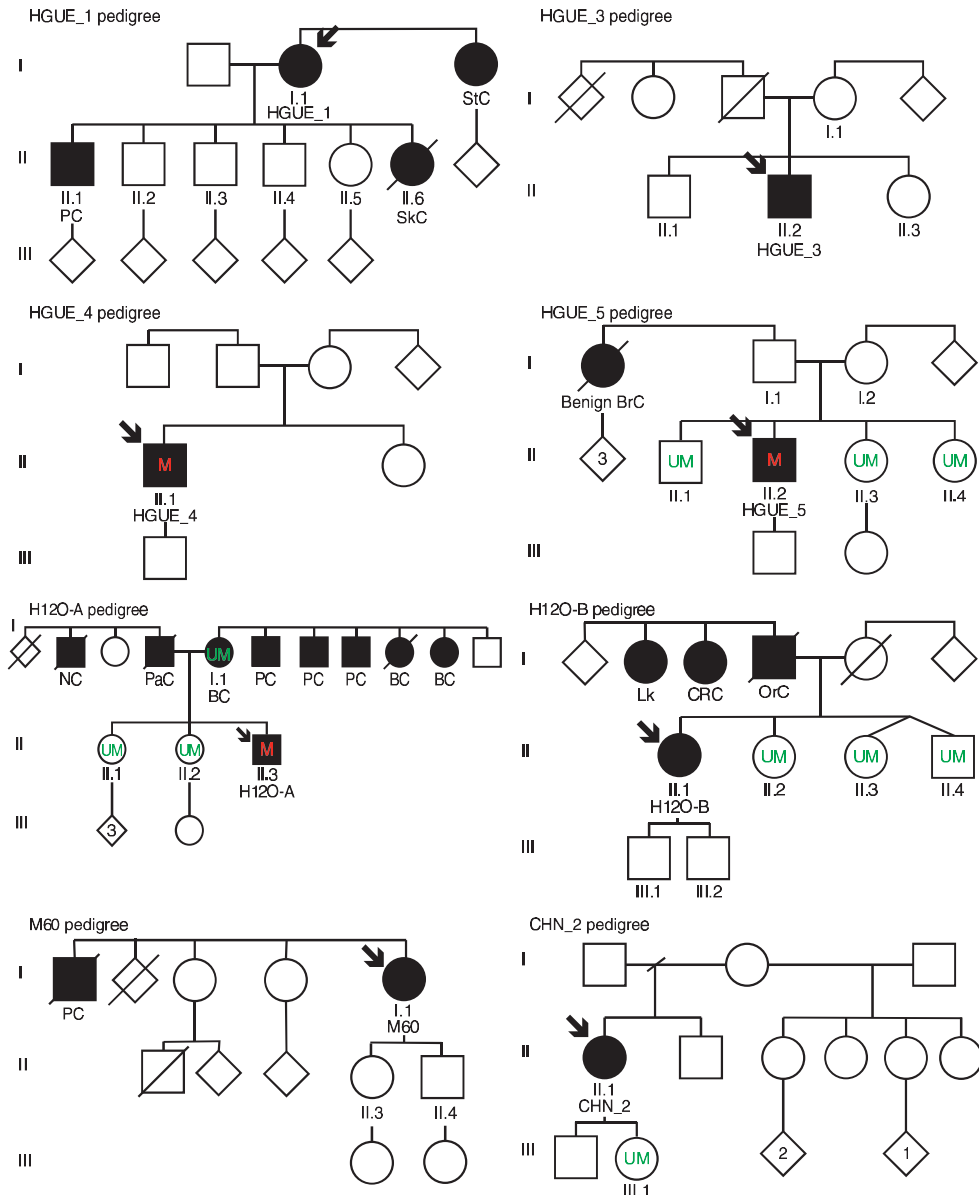 HGUE_1 pedigree
I
I.1
HGUE_1
StC
II
II.1
PC
II.2
II.3
II.4
II.5
II.6
SkC
III
HGUE_3 pedigree
I
I.1
II
II.1
II.2
HGUE_3
II.3
HGUE_4 pedigree
I
II
M
II.1
HGUE_4
III
HGUE_5 pedigree
I
Benign BrC
I.1
I.2
II
3
UM
II.1
M
II.2
HGUE_5
UM
II.3
UM
II.4
III
H12O-A pedigree
I
NC
PaC
UM
I.1
BC
PC
PC
PC
BC
BC
II
UM
II.1
UM
II.2
M
II.3
H12O-A
III
3
H12O-B pedigree
I
Lk
CRC
OrC
II
II.1
H12O-B
UM
II.2
UM
II.3
UM
II.4
III
III.1
III.2
M60 pedigree
I
PC
I.1
M60
II
II.3
II.4
III
CHN_2 pedigree
I
II
II.1
CHN_2
III
UM
III.1
2
1